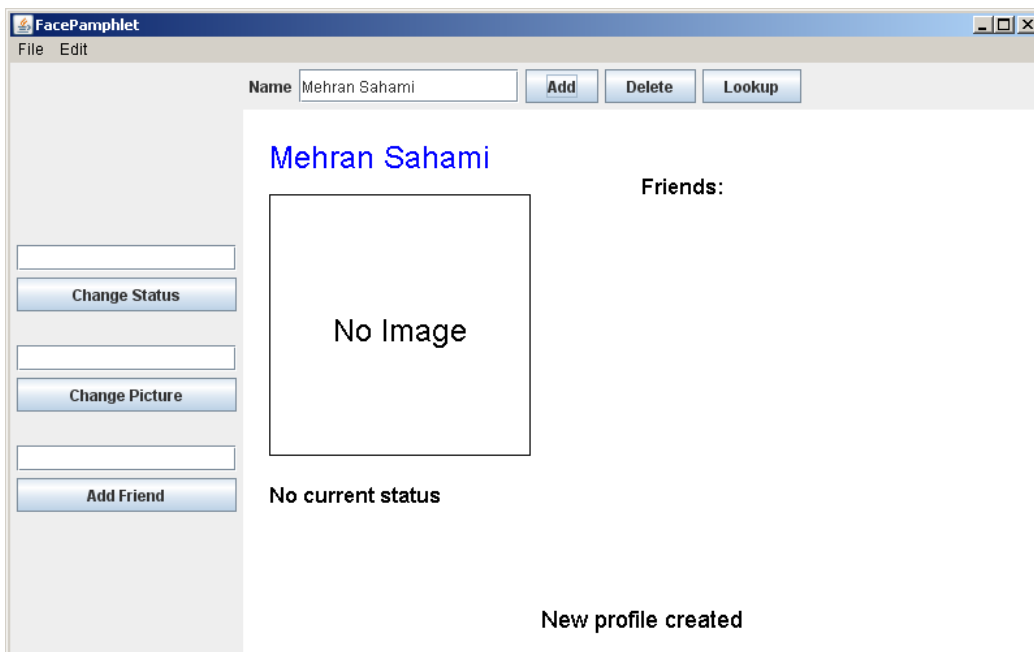 FacePamphlet
File Edit
Name Mehran Sahami Add Delete Lookup
Mehran Sahami
Friends:
Change Status
No Image
Change Picture
Add Friend
No current status
New profile created